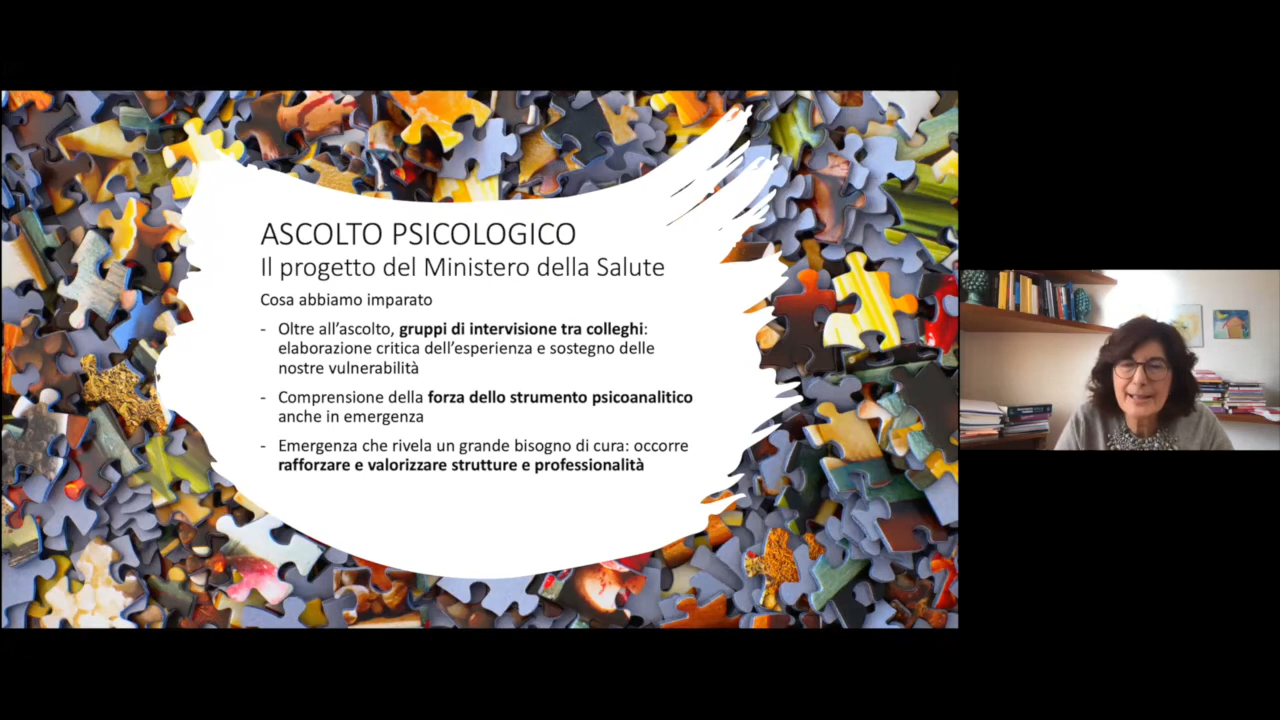 ASCOLTO PSICOLOGICO
Il progetto del Ministero della Salute
Cosa abbiamo imparato
- Oltre all'ascolto, gruppi di intervisione tra colleghi:
elaborazione critica dell'esperienza e sostegno delle
nostre vulnerabilità
- Comprensione della forza dello strumento psicoanalitico
anche in emergenza
- Emergenza che rivela un grande bisogno di cura: occorre
rafforzare e valorizzare strutture e professionalità